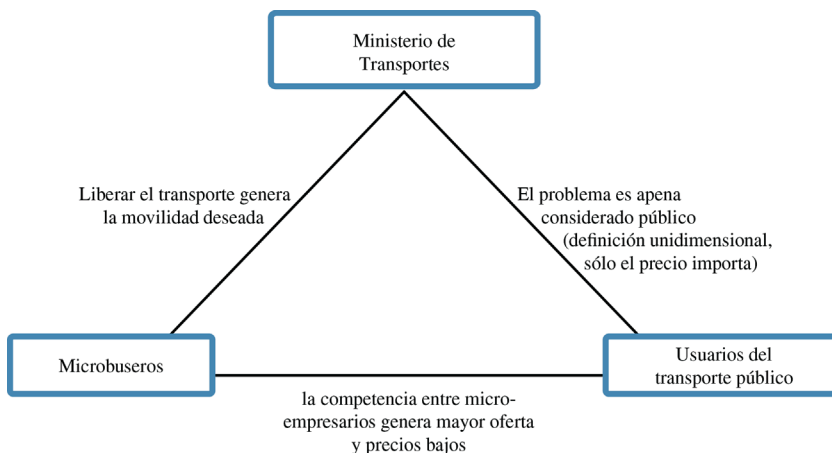 Ministerio de
Transportes
Liberar el transporte genera
la movilidad deseada
El problema es apena
considerado público
(definición unidimensional,
sólo el precio importa)
Microbuseros
Usuarios del
transporte público
la competencia entre micro-
empresarios genera mayor oferta
y precios bajos